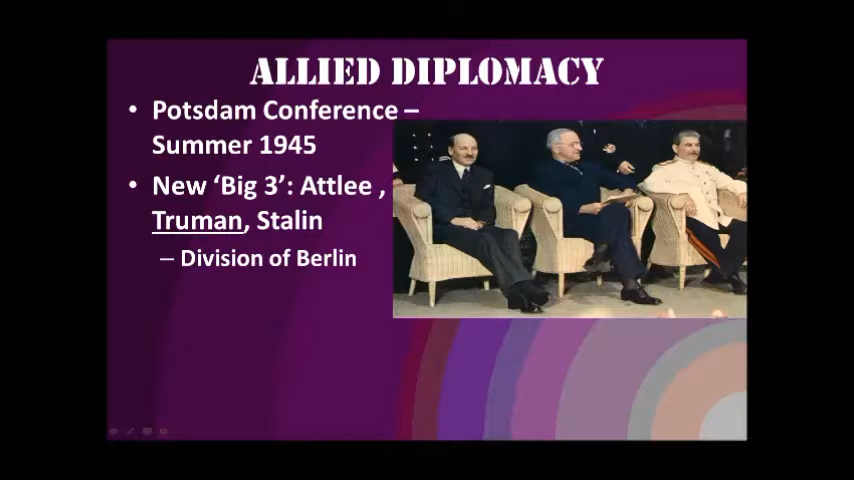 ALLIED DIPLOMACY
• Potsdam Conference –
Summer 1945
• New ‘Big 3’: Attlee ,
Truman, Stalin
– Division of Berlin